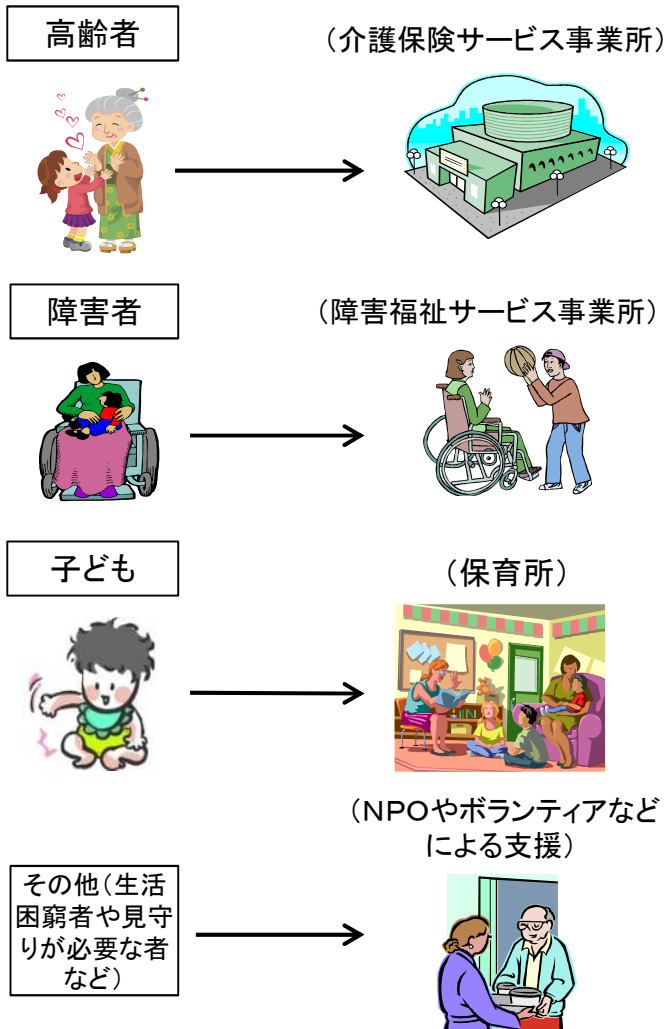 高齢者
（介護保険サービス事業所）
障害者
（障害福祉サービス事業所）
子ども
（保育所）
（ＮＰＯやボランティアなど
による支援）
その他（生活
困窮者や見守
りが必要な者
など）